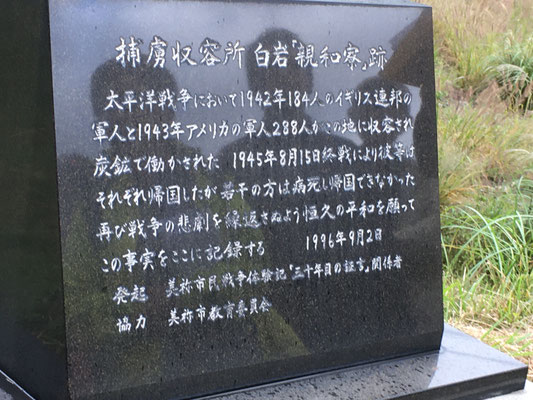 捕虜収容所 白岩「親和寮」跡
太平洋戦争において1942年184人のイギリス連邦の
軍人と1943年アメリカの軍人288人がこの地に収容され
炭鉱で働かされた 1945年8月15日終戦により彼等は
それぞれ帰国したが若干の方は病死し帰国できなかった
再び戦争の悲劇を繰返さぬよう恒久の平和を願って
この事実をここに記録する 1996年9月2日
発起 美祢市民戦争体験記「三十年目の証言」関係者
協力 美祢市教育委員会